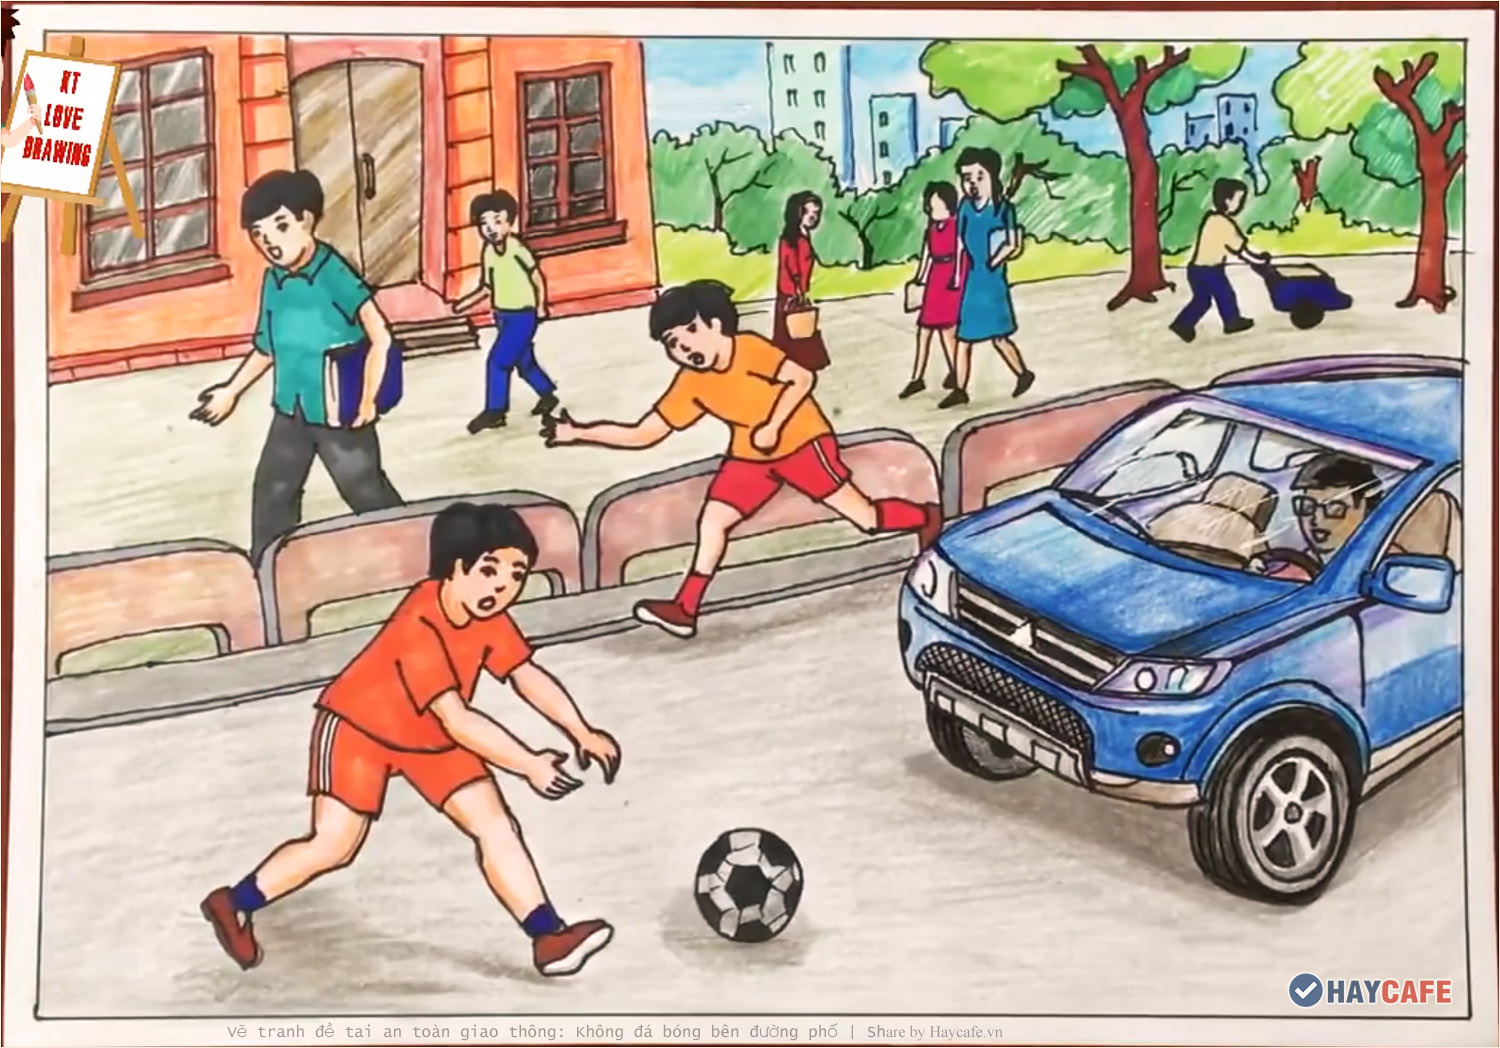 KT
LOVE
DRAWING
HAYCAFE
Vẽ tranh đề tai an toàn giao thông: Không đá bóng bên đường phố | Share by Haycafe.vn